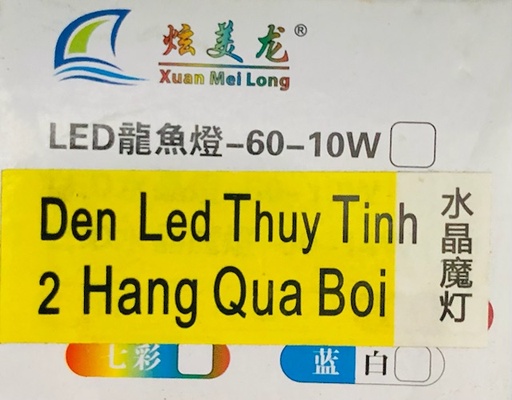 炫美龙®
Xuan Mei Long
LED龍魚燈-60-10W
Den Led Thuy Tinh
2 Hang Qua Boi
水晶魔灯
七彩
蓝白